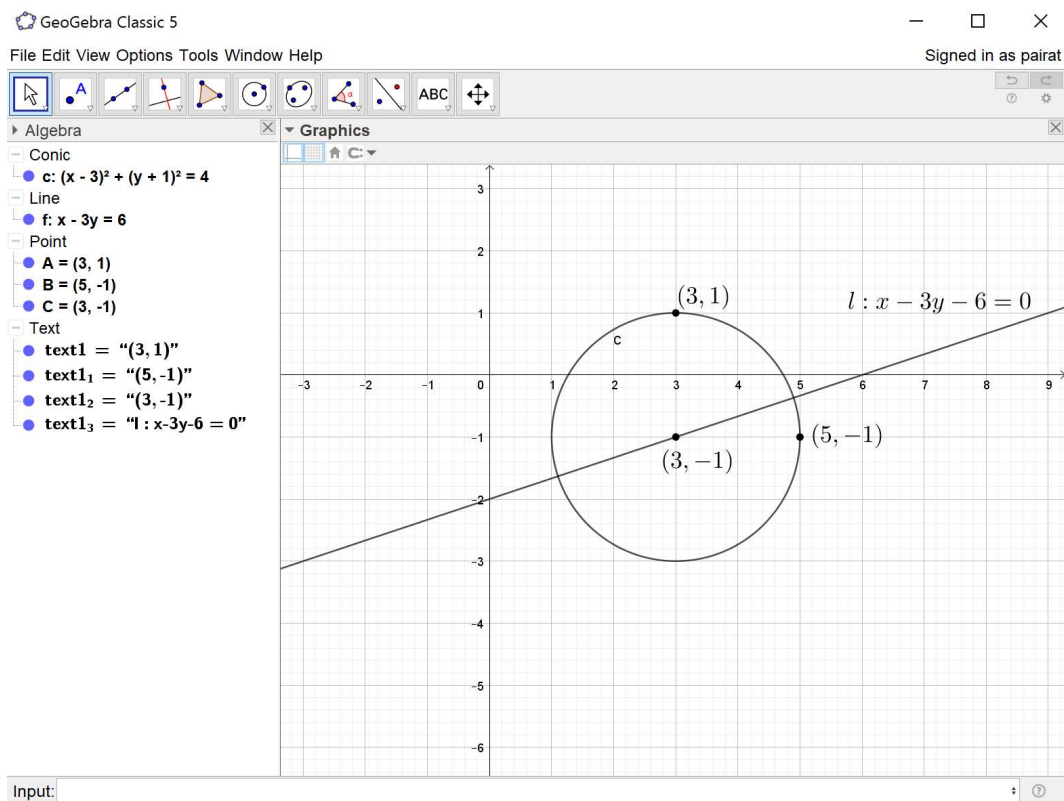 GeoGebra Classic 5
File Edit View Options Tools Window Help
Signed in as pairat
A
α
ABC
Algebra
Graphics
Conic
c: (x - 3)² + (y + 1)² = 4
Line
f: x - 3y = 6
Point
A = (3, 1)
B = (5, -1)
C = (3, -1)
Text
text1 = “(3, 1)”
text1₁ = “(5, -1)”
text1₂ = “(3, -1)”
text1₃ = “l : x-3y-6 = 0”
3
2
(3, 1)
l : x − 3y − 6 = 0
1
c
-3 -2 -1 0 1 2 3 4 5 6 7 8 9
-1
(5, −1)
(3, −1)
-2
-3
-4
-5
-6
Input: